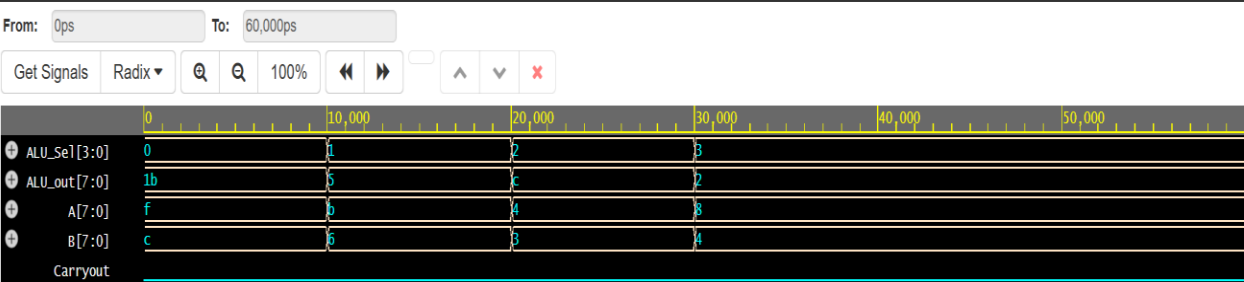 From: 0ps To: 60,000ps
Get Signals Radix 100%
0 10,000 20,000 30,000 40,000 50,000
ALU_Sel[3:0] 0 1 2 3
ALU_out[7:0] 1b 5 c 2
A[7:0] f b 4 8
B[7:0] c 6 3 4
Carryout